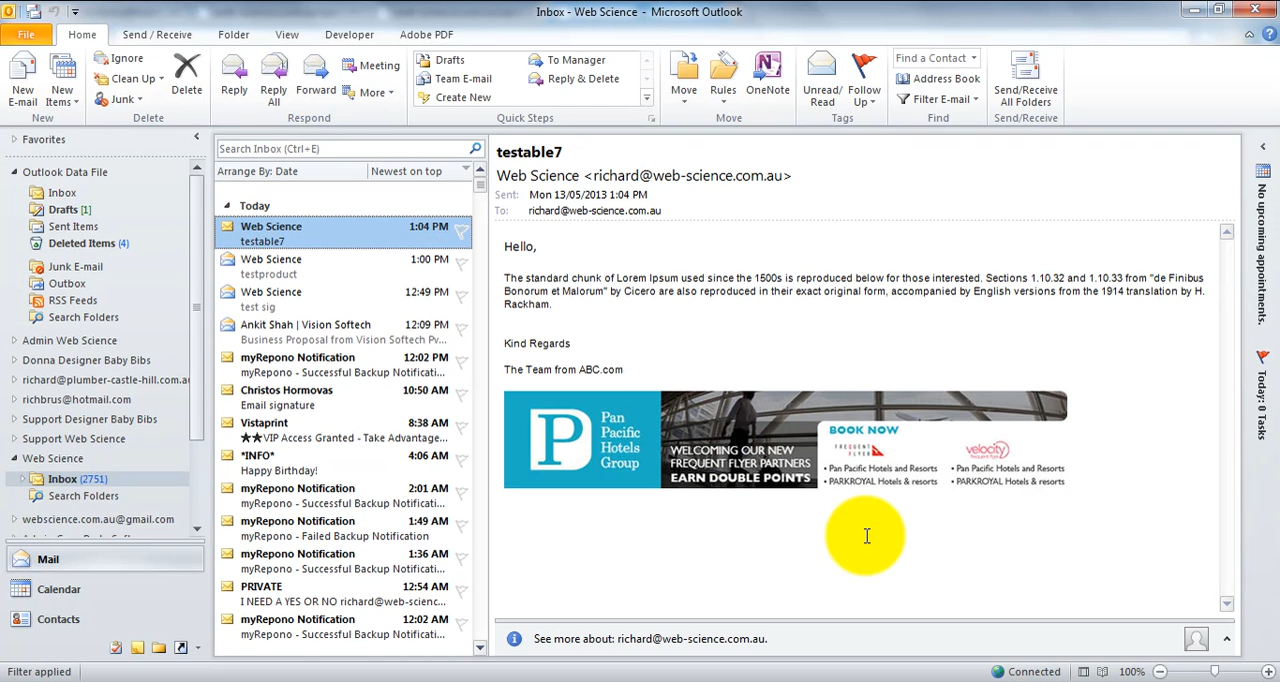 Inbox - Web Science - Microsoft Outlook
File Home Send / Receive Folder View Developer Adobe PDF
New E-mail
New Items
New
Ignore
Clean Up
Junk
Delete
Delete
Reply
Reply All
Forward
Meeting
More
Respond
Drafts
Team E-mail
Create New
To Manager
Reply & Delete
Quick Steps
Move
Rules
OneNote
Move
Unread/ Read
Follow Up
Tags
Find a Contact
Address Book
Filter E-mail
Find
Send/Receive All Folders
Send/Receive
Favorites
Outlook Data File
Inbox
Drafts [1]
Sent Items
Deleted Items (4)
Junk E-mail
Outbox
RSS Feeds
Search Folders
Admin Web Science
Donna Designer Baby Bibs
richard@plumber-castle-hill.com.au
richbrus@hotmail.com
Support Designer Baby Bibs
Support Web Science
Web Science
Inbox (2751)
Search Folders
webscience.com.au@gmail.com
Mail
Calendar
Contacts
Search Inbox (Ctrl+E)
Arrange By: Date Newest on top
Today
Web Science 1:04 PM
testable7
Web Science 1:00 PM
testproduct
Web Science 12:49 PM
test sig
Ankit Shah | Vision Softech 12:09 PM
Business Proposal from Vision Softech Pv...
myRepono Notification 12:02 PM
myRepono - Successful Backup Notificati...
Christos Hormovas 10:50 AM
Email signature
Vistaprint 8:38 AM
★★VIP Access Granted - Take Advantage...
*INFO* 4:06 AM
Happy Birthday!
myRepono Notification 2:01 AM
myRepono - Successful Backup Notificati...
myRepono Notification 1:49 AM
myRepono - Failed Backup Notification
myRepono Notification 1:36 AM
myRepono - Successful Backup Notificati...
PRIVATE 12:54 AM
I NEED A YES OR NO richard@web-scienc...
myRepono Notification 12:02 AM
myRepono - Successful Backup Notificati...
testable7
Web Science <richard@web-science.com.au>
Sent: Mon 13/05/2013 1:04 PM
To: richard@web-science.com.au
Hello,
The standard chunk of Lorem Ipsum used since the 1500s is reproduced below for those interested. Sections 1.10.32 and 1.10.33 from "de Finibus
Bonorum et Malorum" by Cicero are also reproduced in their exact original form, accompanied by English versions from the 1914 translation by H.
Rackham.
Kind Regards
The Team from ABC.com
P
Pan
Pacific
Hotels
Group
WELCOMING OUR NEW
FREQUENT FLYER PARTNERS
EARN DOUBLE POINTS
BOOK NOW
FREQUENT FLYER
velocity
• Pan Pacific Hotels and Resorts
• PARKROYAL Hotels & resorts
• Pan Pacific Hotels and Resorts
• PARKROYAL Hotels & resorts
See more about: richard@web-science.com.au.
No upcoming appointments.
Today: 0 Tasks
Filter applied
Connected
100%